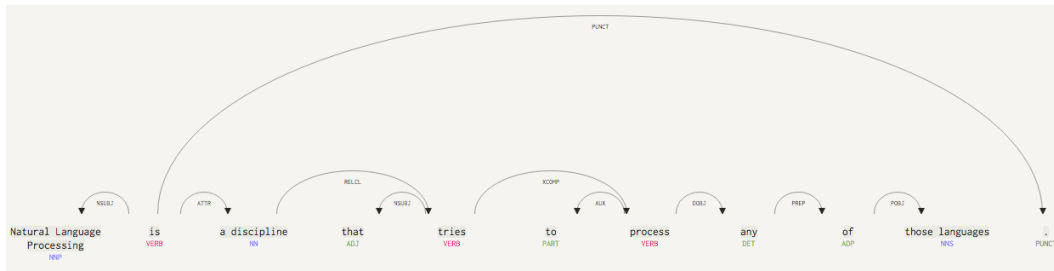 PUNCT
RELCL XCOMP
NSUBJ ATTR NSUBJ AUX DOBJ PREP POBJ
Natural Language is a discipline that tries to process any of those languages .
Processing VERB NN ADJ VERB PART VERB DET ADP NNS PUNCT
NNP